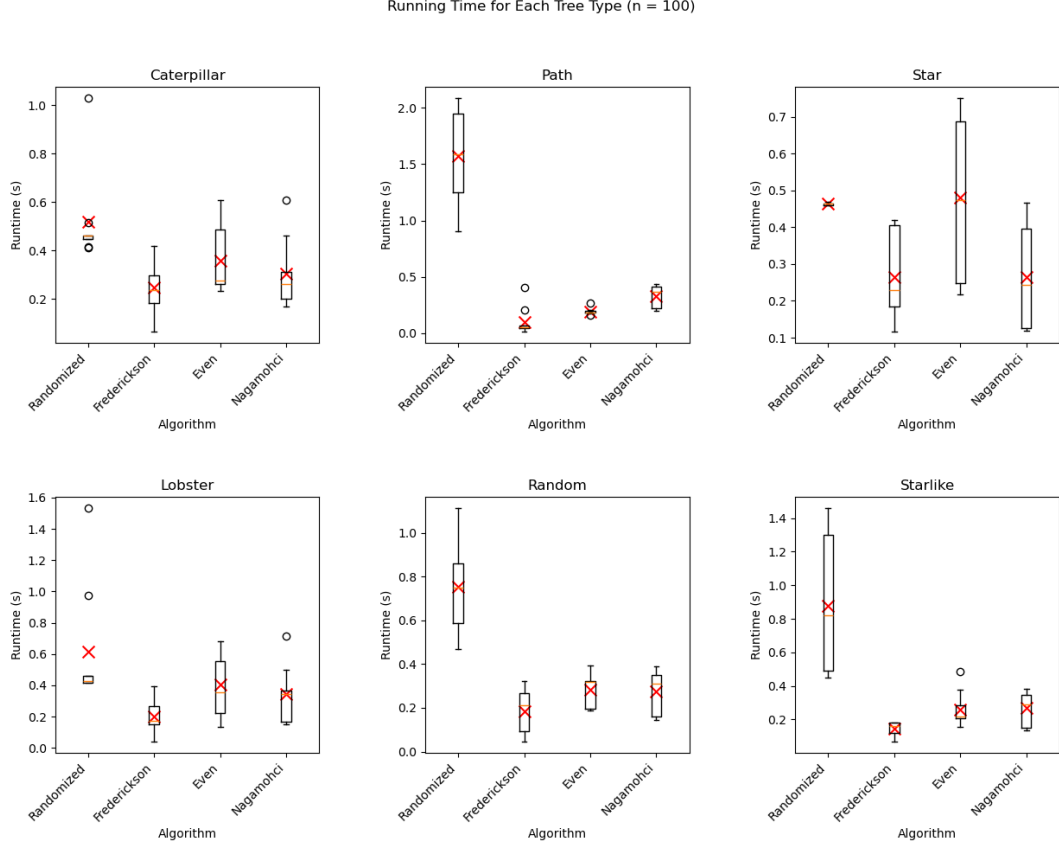 Running Time for Each Tree Type (n = 100)
Caterpillar
Runtime (s)
1.0
0.8
0.6
0.4
0.2
Randomized
Frederickson
Even
Nagamohci
Algorithm
Path
Runtime (s)
2.0
1.5
1.0
0.5
0.0
Randomized
Frederickson
Even
Nagamohci
Algorithm
Star
Runtime (s)
0.7
0.6
0.5
0.4
0.3
0.2
0.1
Randomized
Frederickson
Even
Nagamohci
Algorithm
Lobster
Runtime (s)
1.6
1.4
1.2
1.0
0.8
0.6
0.4
0.2
0.0
Randomized
Frederickson
Even
Nagamohci
Algorithm
Random
Runtime (s)
1.0
0.8
0.6
0.4
0.2
0.0
Randomized
Frederickson
Even
Nagamohci
Algorithm
Starlike
Runtime (s)
1.4
1.2
1.0
0.8
0.6
0.4
0.2
Randomized
Frederickson
Even
Nagamohci
Algorithm